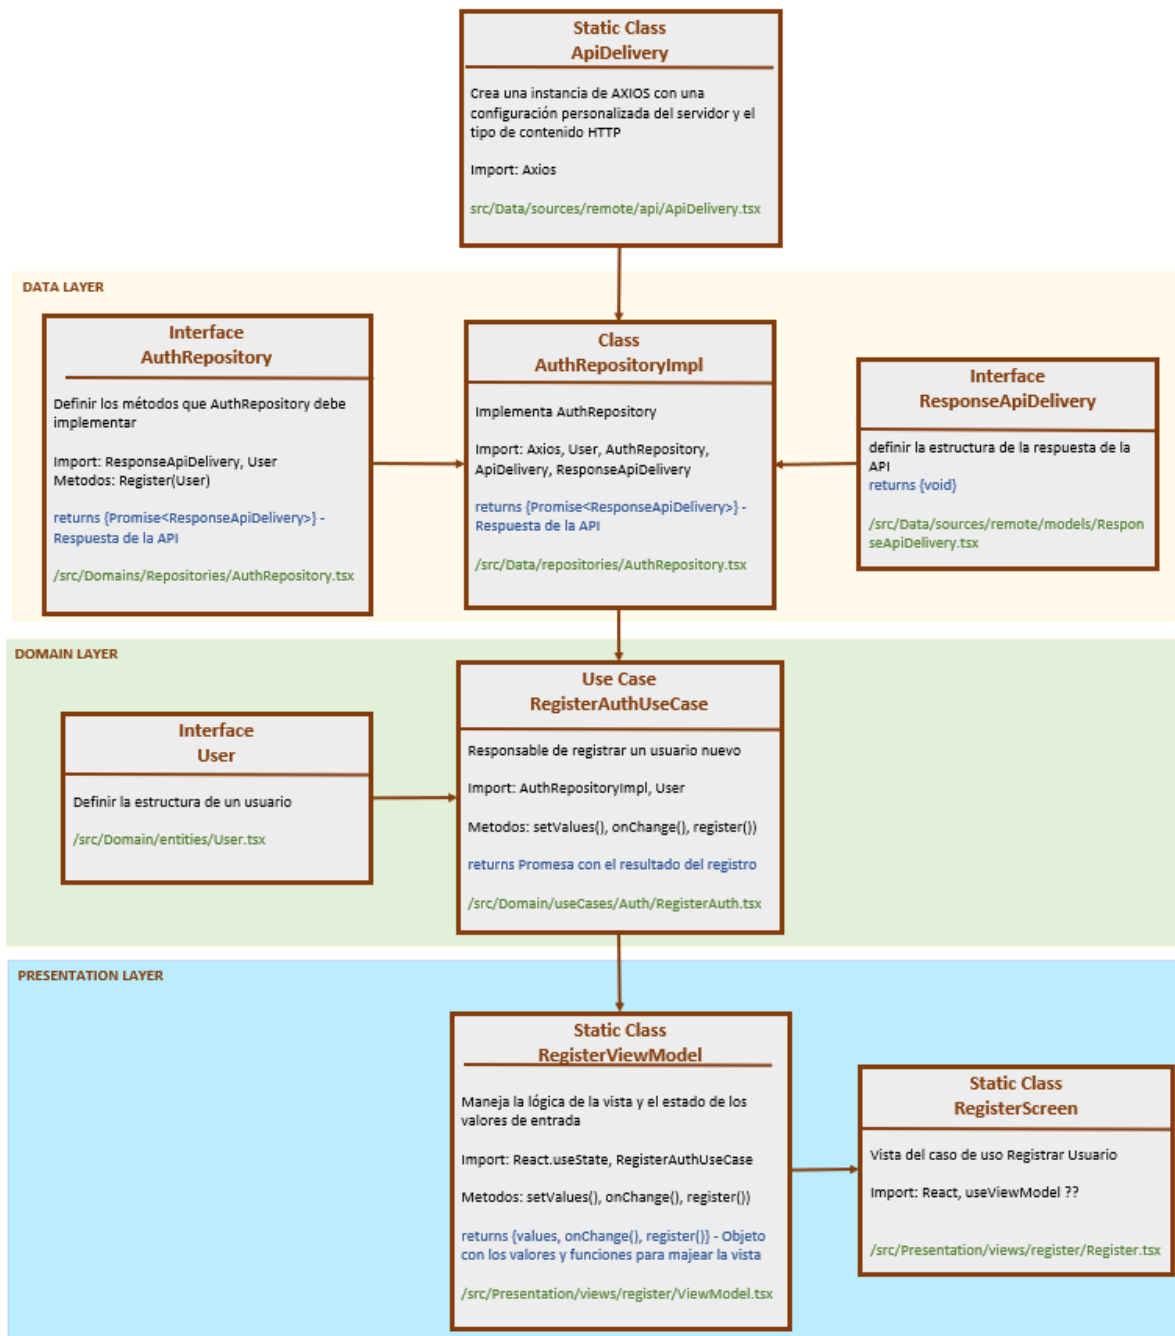 Static Class
ApiDelivery
Crea una instancia de AXIOS con una
configuración personalizada del servidor y el
tipo de contenido HTTP
Import: Axios
src/Data/sources/remote/api/ApiDelivery.tsx
DATA LAYER
Interface
AuthRepository
Definir los métodos que AuthRepository debe
implementar
Import: ResponseApiDelivery, User
Metodos: Register(User)
returns {Promise<ResponseApiDelivery>} -
Respuesta de la API
/src/Domains/Repositories/AuthRepository.tsx
Class
AuthRepositoryImpl
Implementa AuthRepository
Import: Axios, User, AuthRepository,
ApiDelivery, ResponseApiDelivery
returns {Promise<ResponseApiDelivery>} -
Respuesta de la API
/src/Data/repositories/AuthRepository.tsx
Interface
ResponseApiDelivery
definir la estructura de la respuesta de la
API
returns {void}
/src/Data/sources/remote/models/Respon
seApiDelivery.tsx
DOMAIN LAYER
Interface
User
Definir la estructura de un usuario
/src/Domain/entities/User.tsx
Use Case
RegisterAuthUseCase
Responsable de registrar un usuario nuevo
Import: AuthRepositoryImpl, User
Metodos: setValues(), onChange(), register())
returns Promesa con el resultado del registro
/src/Domain/useCases/Auth/RegisterAuth.tsx
PRESENTATION LAYER
Static Class
RegisterViewModel
Maneja la lógica de la vista y el estado de los
valores de entrada
Import: React.useState, RegisterAuthUseCase
Metodos: setValues(), onChange(), register())
returns {values, onChange(), register()} - Objeto
con los valores y funciones para majear la vista
/src/Presentation/views/register/ViewModel.tsx
Static Class
RegisterScreen
Vista del caso de uso Registrar Usuario
Import: React, useViewModel ??
/src/Presentation/views/register/Register.tsx